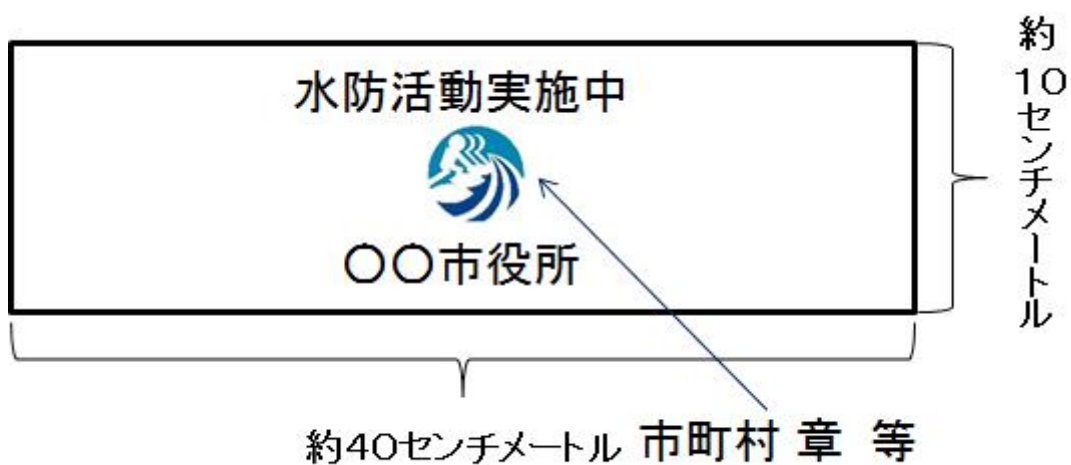 水防活動実施中
〇〇市役所
約10センチメートル
約40センチメートル
市町村 章 等